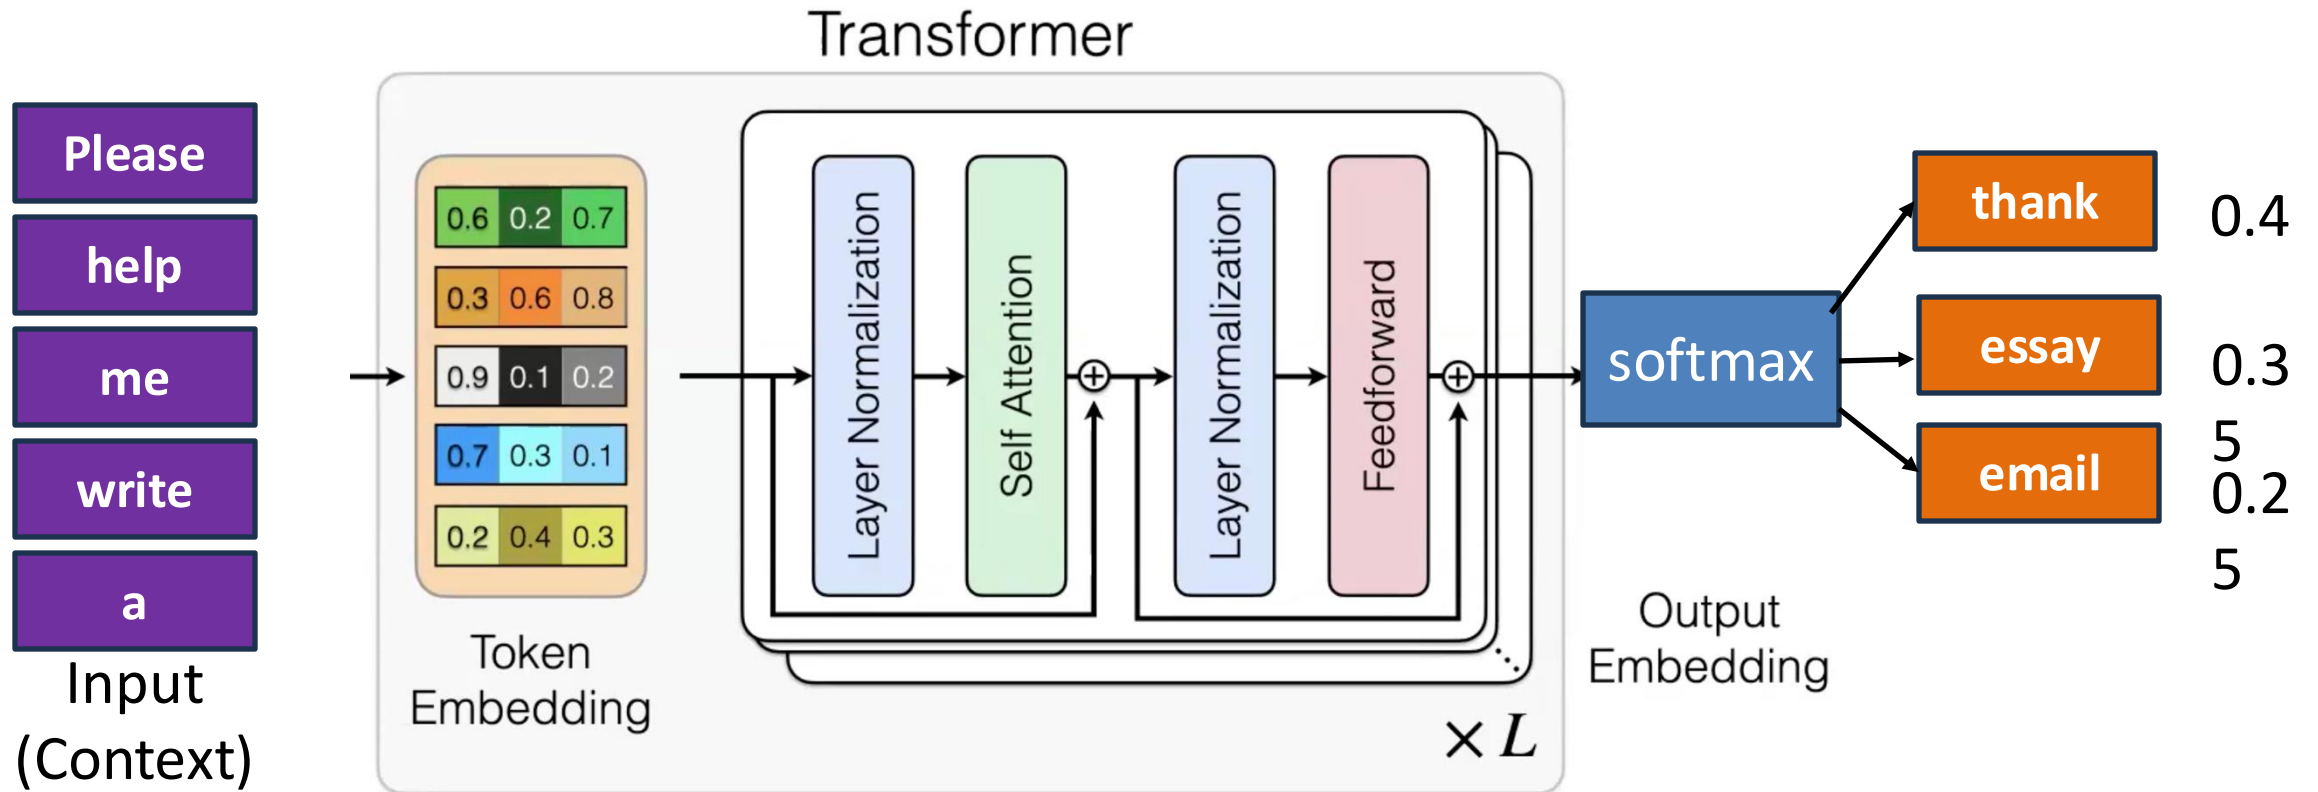 Transformer
Please
help
me
write
a
Input
(Context)
0.6 0.2 0.7
0.3 0.6 0.8
0.9 0.1 0.2
0.7 0.3 0.1
0.2 0.4 0.3
Token
Embedding
Layer Normalization
Self Attention
Layer Normalization
Feedforward
× L
softmax
Output
Embedding
thank
0.4
essay
0.3
5
email
0.2
5